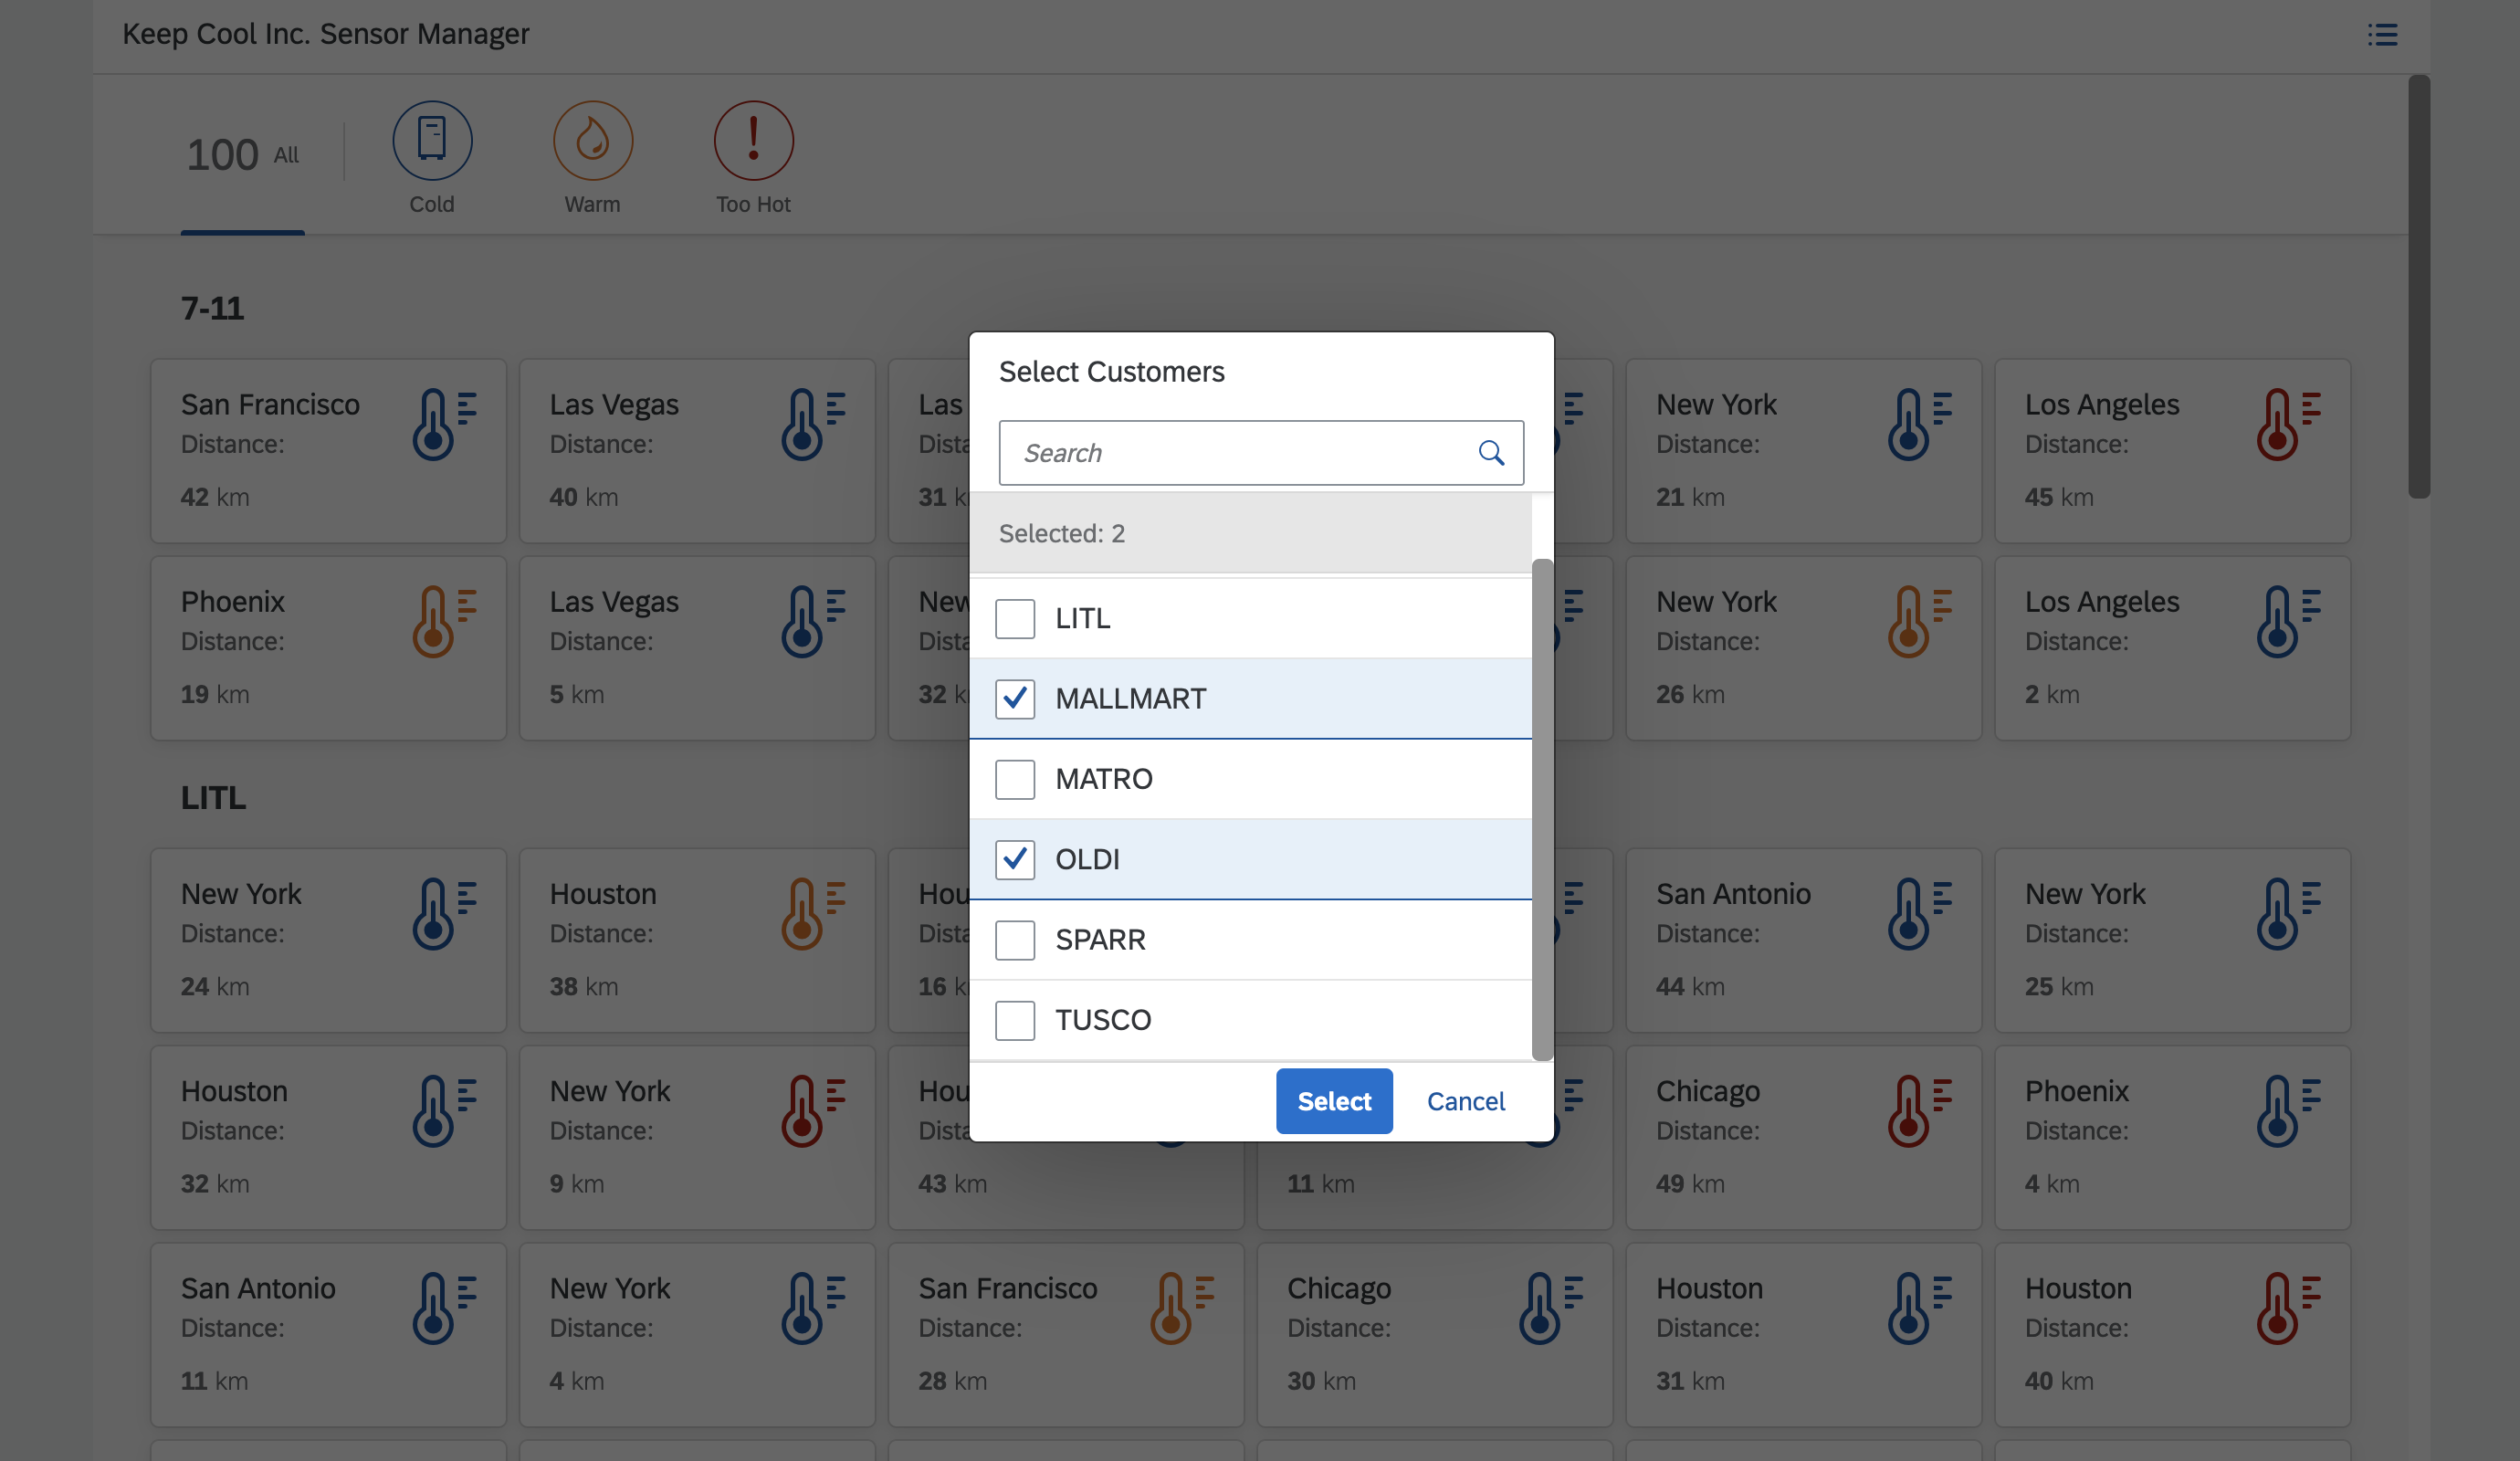 Keep Cool Inc. Sensor Manager
100 All
Cold
Warm
Too Hot
7-11
San Francisco
Distance:
42 km
Las Vegas
Distance:
40 km
Las
31
New York
Distance:
21 km
Los Angeles
Distance:
45 km
Phoenix
Distance:
19 km
Las Vegas
Distance:
5 km
32
New York
Distance:
26 km
Los Angeles
Distance:
2 km
Select Customers
Search
Selected: 2
LITL
MALLMART
MATRO
OLDI
SPARR
TUSCO
Select
Cancel
LITL
New York
Distance:
24 km
Houston
Distance:
38 km
16
San Antonio
Distance:
44 km
New York
Distance:
25 km
Houston
Distance:
32 km
New York
Distance:
9 km
43 km
11 km
Chicago
Distance:
49 km
Phoenix
Distance:
4 km
San Antonio
Distance:
11 km
New York
Distance:
4 km
San Francisco
Distance:
28 km
Chicago
Distance:
30 km
Houston
Distance:
31 km
Houston
Distance:
40 km